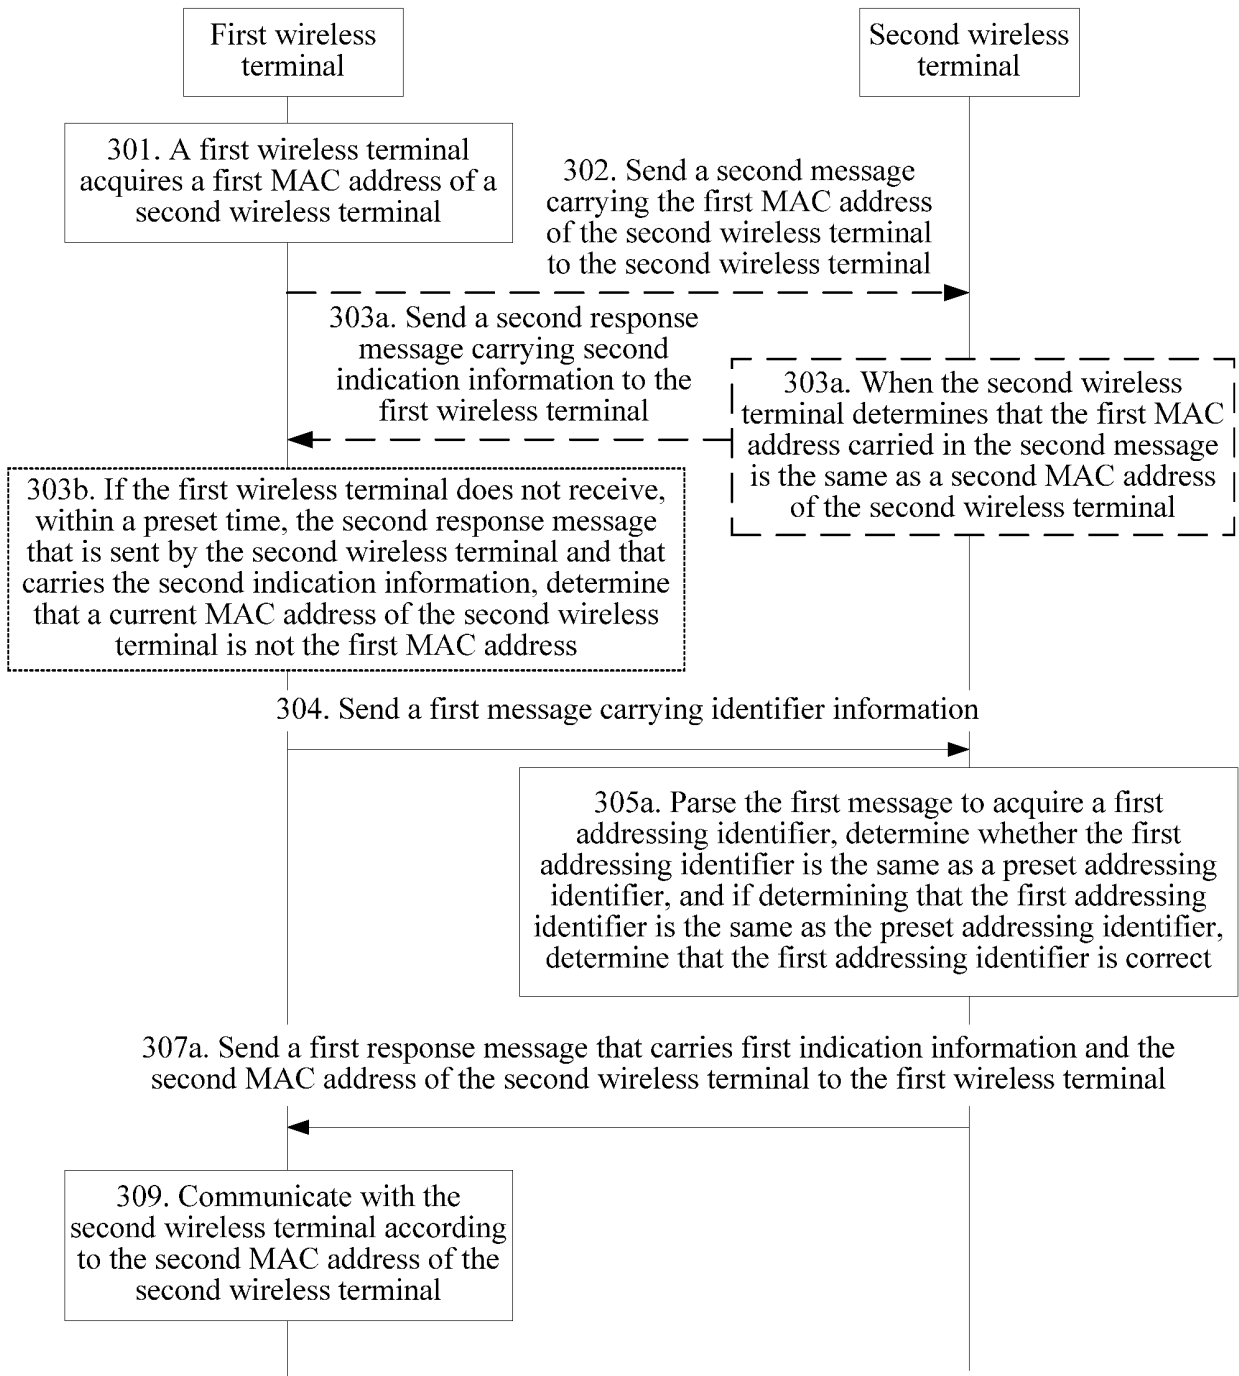 First wireless
terminal
Second wireless
terminal
301. A first wireless terminal
acquires a first MAC address of a
second wireless terminal
302. Send a second message
carrying the first MAC address
of the second wireless terminal
to the second wireless terminal
303a. Send a second response
message carrying second
indication information to the
first wireless terminal
303a. When the second wireless
terminal determines that the first MAC
address carried in the second message
is the same as a second MAC address
of the second wireless terminal
303b. If the first wireless terminal does not receive,
within a preset time, the second response message
that is sent by the second wireless terminal and that
carries the second indication information, determine
that a current MAC address of the second wireless
terminal is not the first MAC address
304. Send a first message carrying identifier information
305a. Parse the first message to acquire a first
addressing identifier, determine whether the first
addressing identifier is the same as a preset addressing
identifier, and if determining that the first addressing
identifier is the same as the preset addressing identifier,
determine that the first addressing identifier is correct
307a. Send a first response message that carries first indication information and the
second MAC address of the second wireless terminal to the first wireless terminal
309. Communicate with the
second wireless terminal according
to the second MAC address of the
second wireless terminal